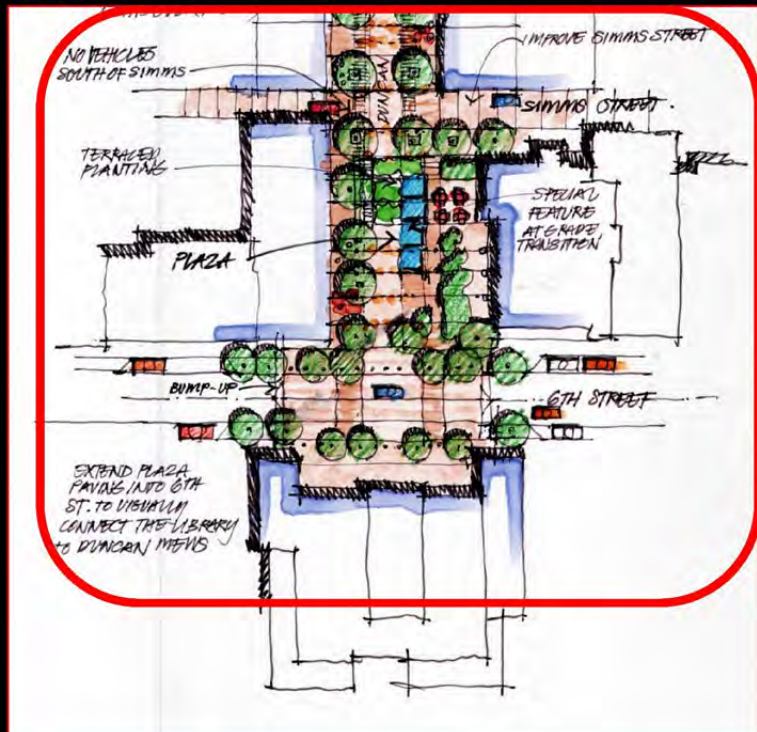 NO VEHICLES
SOUTH OF SIMMS
IMPROVE SIMMS STREET
DUNCAN
SIMMS STREET.
TERRACED
PLANTING
SPECIAL
FEATURE
AT GRADE
TRANSITION
PLAZA
BUMP-UP
6TH STREET
EXTEND PLAZA
PAVING INTO 6TH
ST. TO VISUALLY
CONNECT THE LIBRARY
TO DUNCAN MEWS